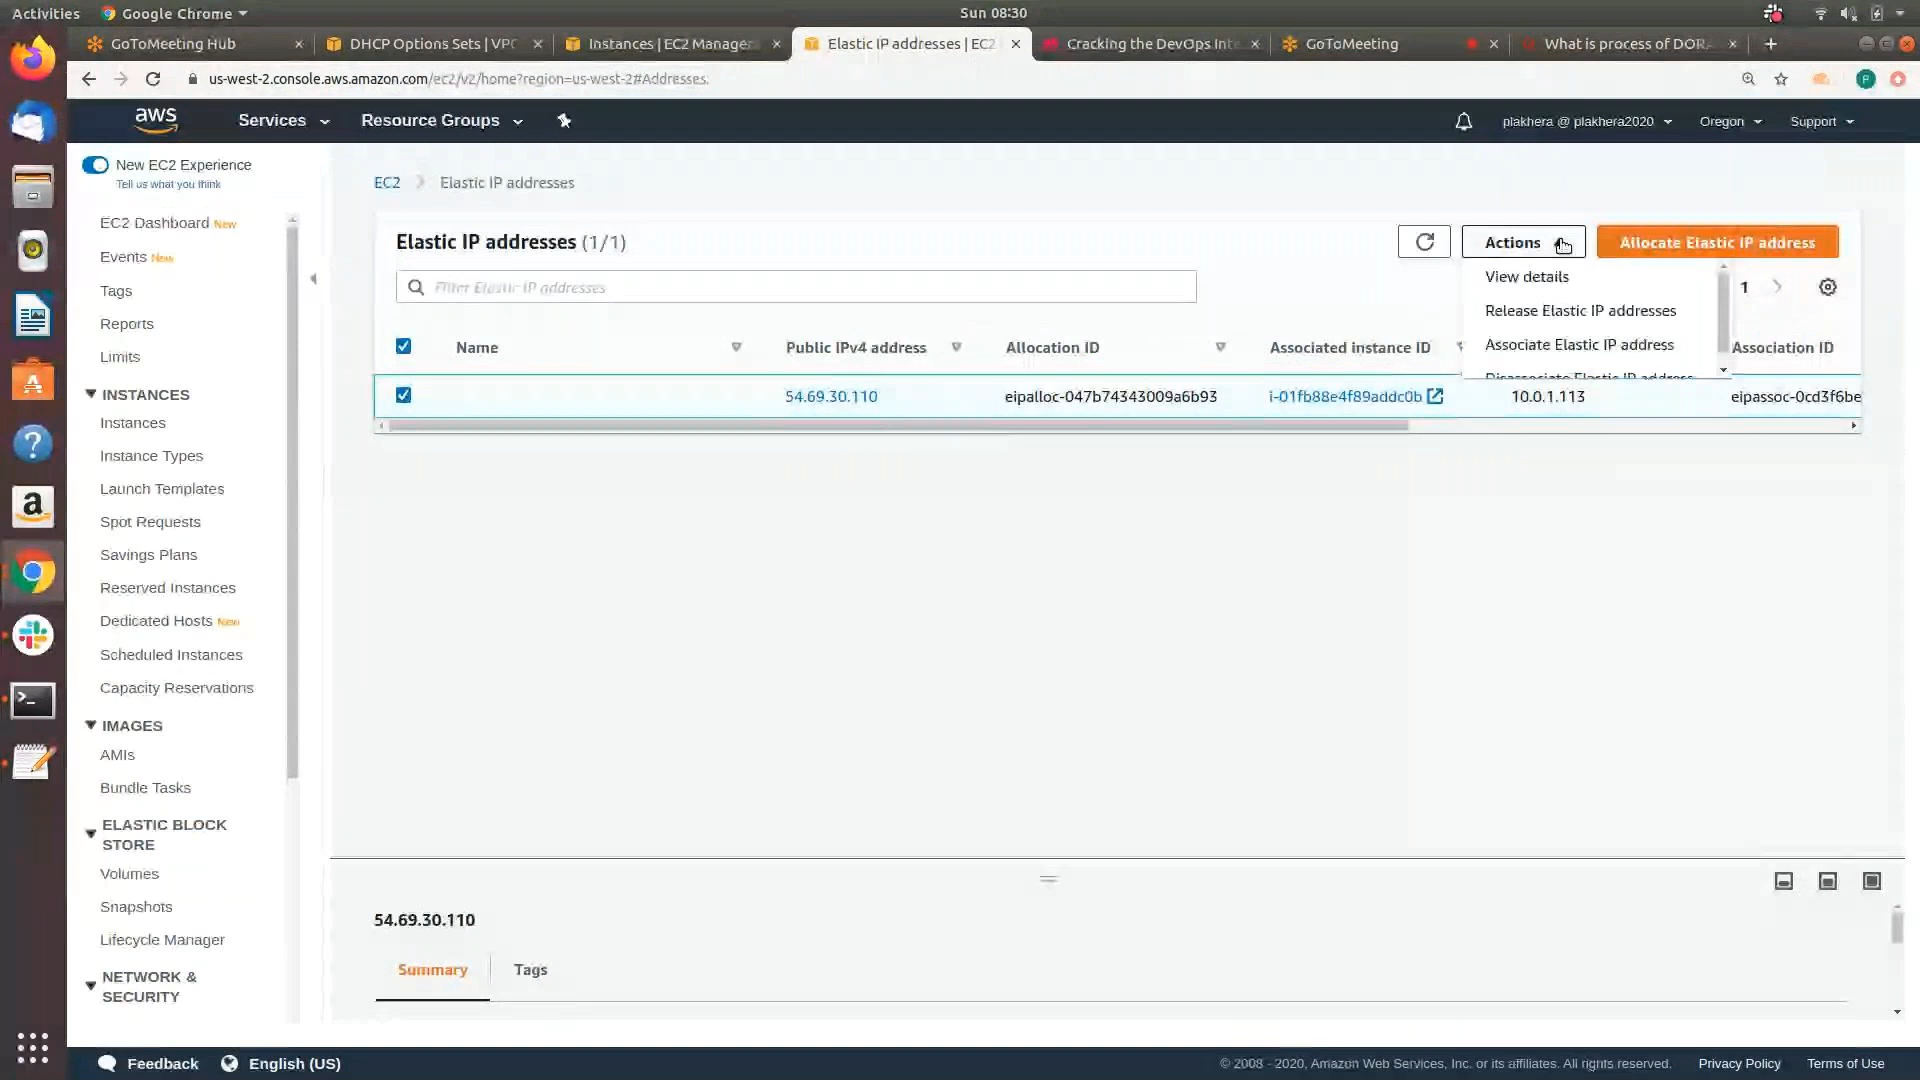 Activities
Google Chrome
Sun 08:30
GoToMeeting Hub
DHCP Options Sets | VPC
Instances | EC2 Manager
Elastic IP addresses | EC2
Cracking the DevOps Inte
GoToMeeting
What is process of DORA
us-west-2.console.aws.amazon.com/ec2/v2/home?region=us-west-2#Addresses:
P
aws
Services
Resource Groups
plakhera @ plakhera2020
Oregon
Support
New EC2 Experience
Tell us what you think
EC2 Dashboard New
Events New
Tags
Reports
Limits
INSTANCES
Instances
Instance Types
Launch Templates
Spot Requests
Savings Plans
Reserved Instances
Dedicated Hosts New
Scheduled Instances
Capacity Reservations
IMAGES
AMIs
Bundle Tasks
ELASTIC BLOCK
STORE
Volumes
Snapshots
Lifecycle Manager
NETWORK &
SECURITY
EC2
Elastic IP addresses
Elastic IP addresses (1/1)
Actions
Allocate Elastic IP address
Filter Elastic IP addresses
1
View details
Release Elastic IP addresses
Associate Elastic IP address
Disassociate Elastic IP address
Name
Public IPv4 address
Allocation ID
Associated instance ID
Association ID
54.69.30.110
eipalloc-047b74343009a6b93
i-01fb88e4f89addc0b
10.0.1.113
eipassoc-0cd3f6be
54.69.30.110
Summary
Tags
Feedback
English (US)
© 2008 - 2020, Amazon Web Services, Inc. or its affiliates. All rights reserved.
Privacy Policy
Terms of Use